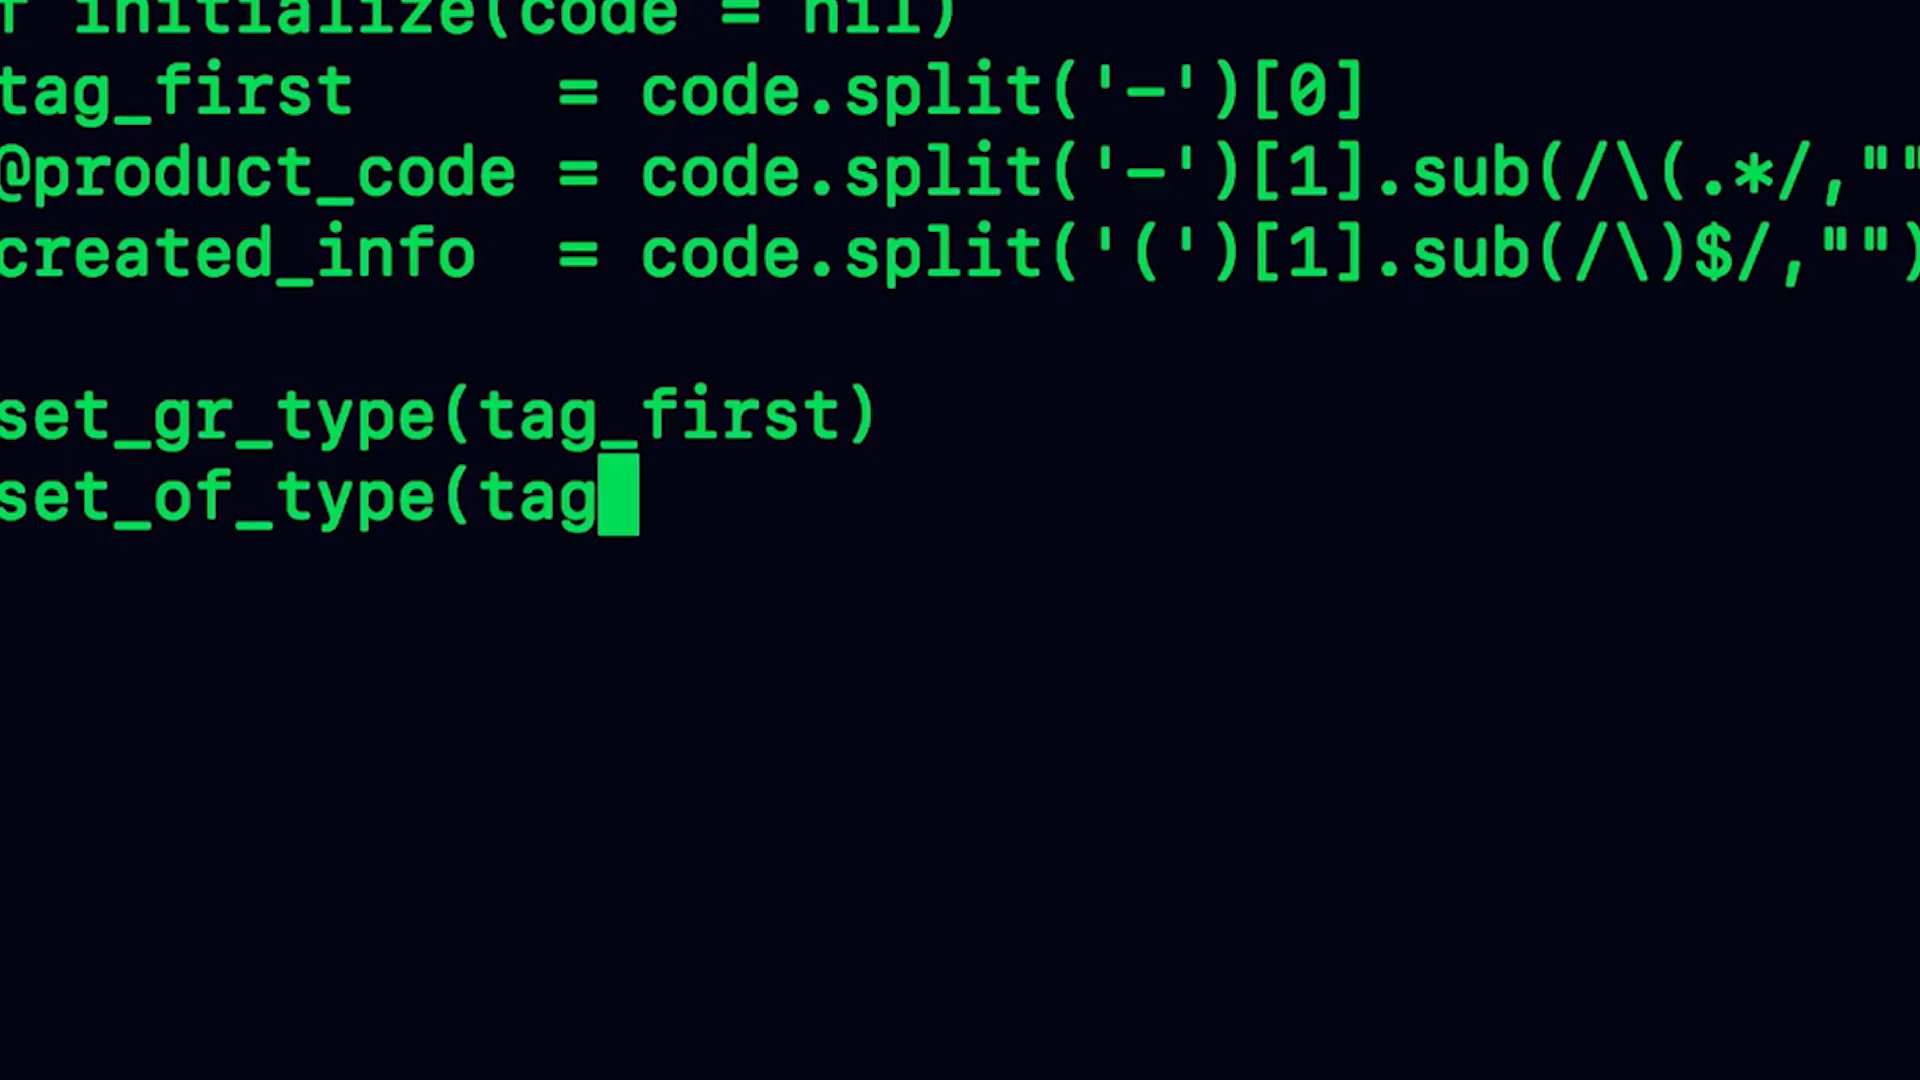 f initialize(code = nil)
tag_first     = code.split('-')[0]
@product_code = code.split('-')[1].sub(/\(.*/,""
created_info  = code.split('(')[1].sub(/\)$/,"")
set_gr_type(tag_first)
set_of_type(tag